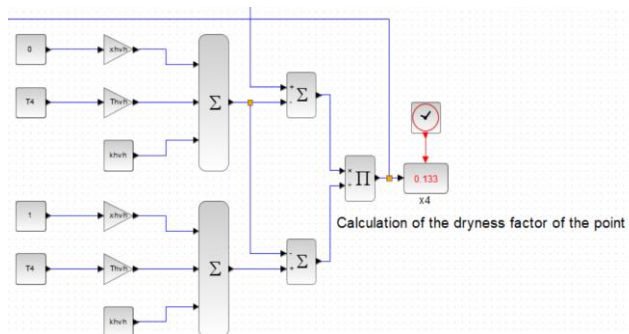 0
xhvh
T4
Thvh
Σ
khvh
+
-
Σ
×
÷
Π
0.133
x4
Calculation of the dryness factor of the point
1
xhvh
T4
Thvh
Σ
khvh
-
+
Σ